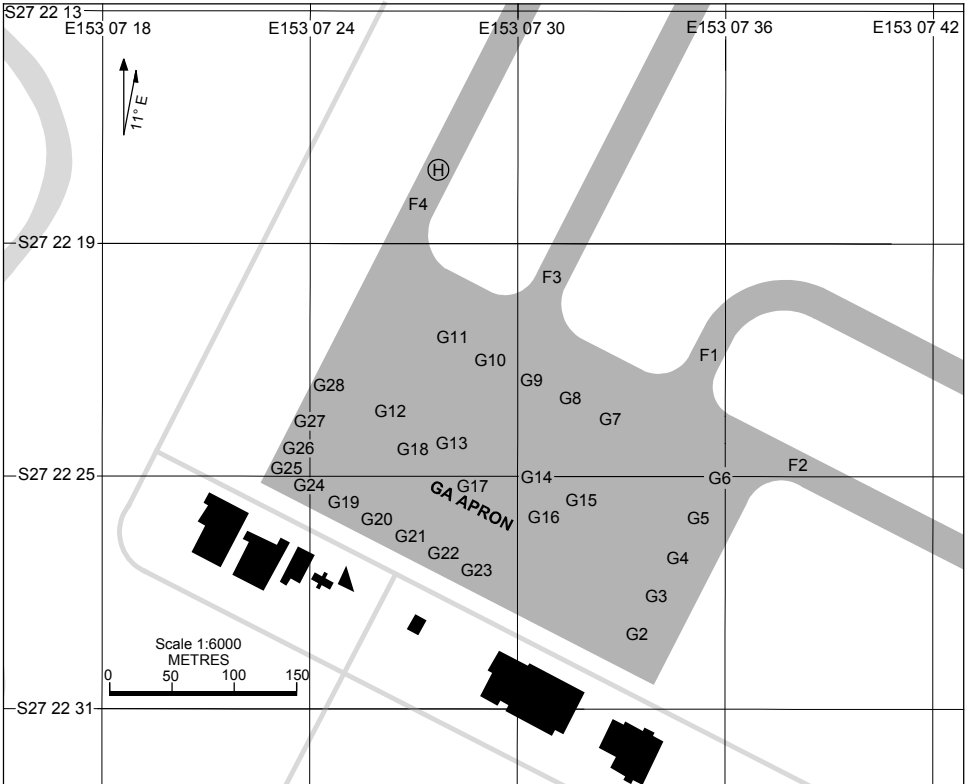 S27 22 13
E153 07 18
E153 07 24
E153 07 30
E153 07 36
E153 07 42
11° E
H
F4
S27 22 19
F3
G11
G10
F1
G9
G28
G8
G12
G7
G27
G13
G26
G18
F2
G25
S27 22 25
G14
G6
G24
G17
GA APRON
G15
G19
G16
G5
G20
G21
G22
G4
G23
G3
G2
Scale 1:6000
METRES
0 50 100 150
S27 22 31